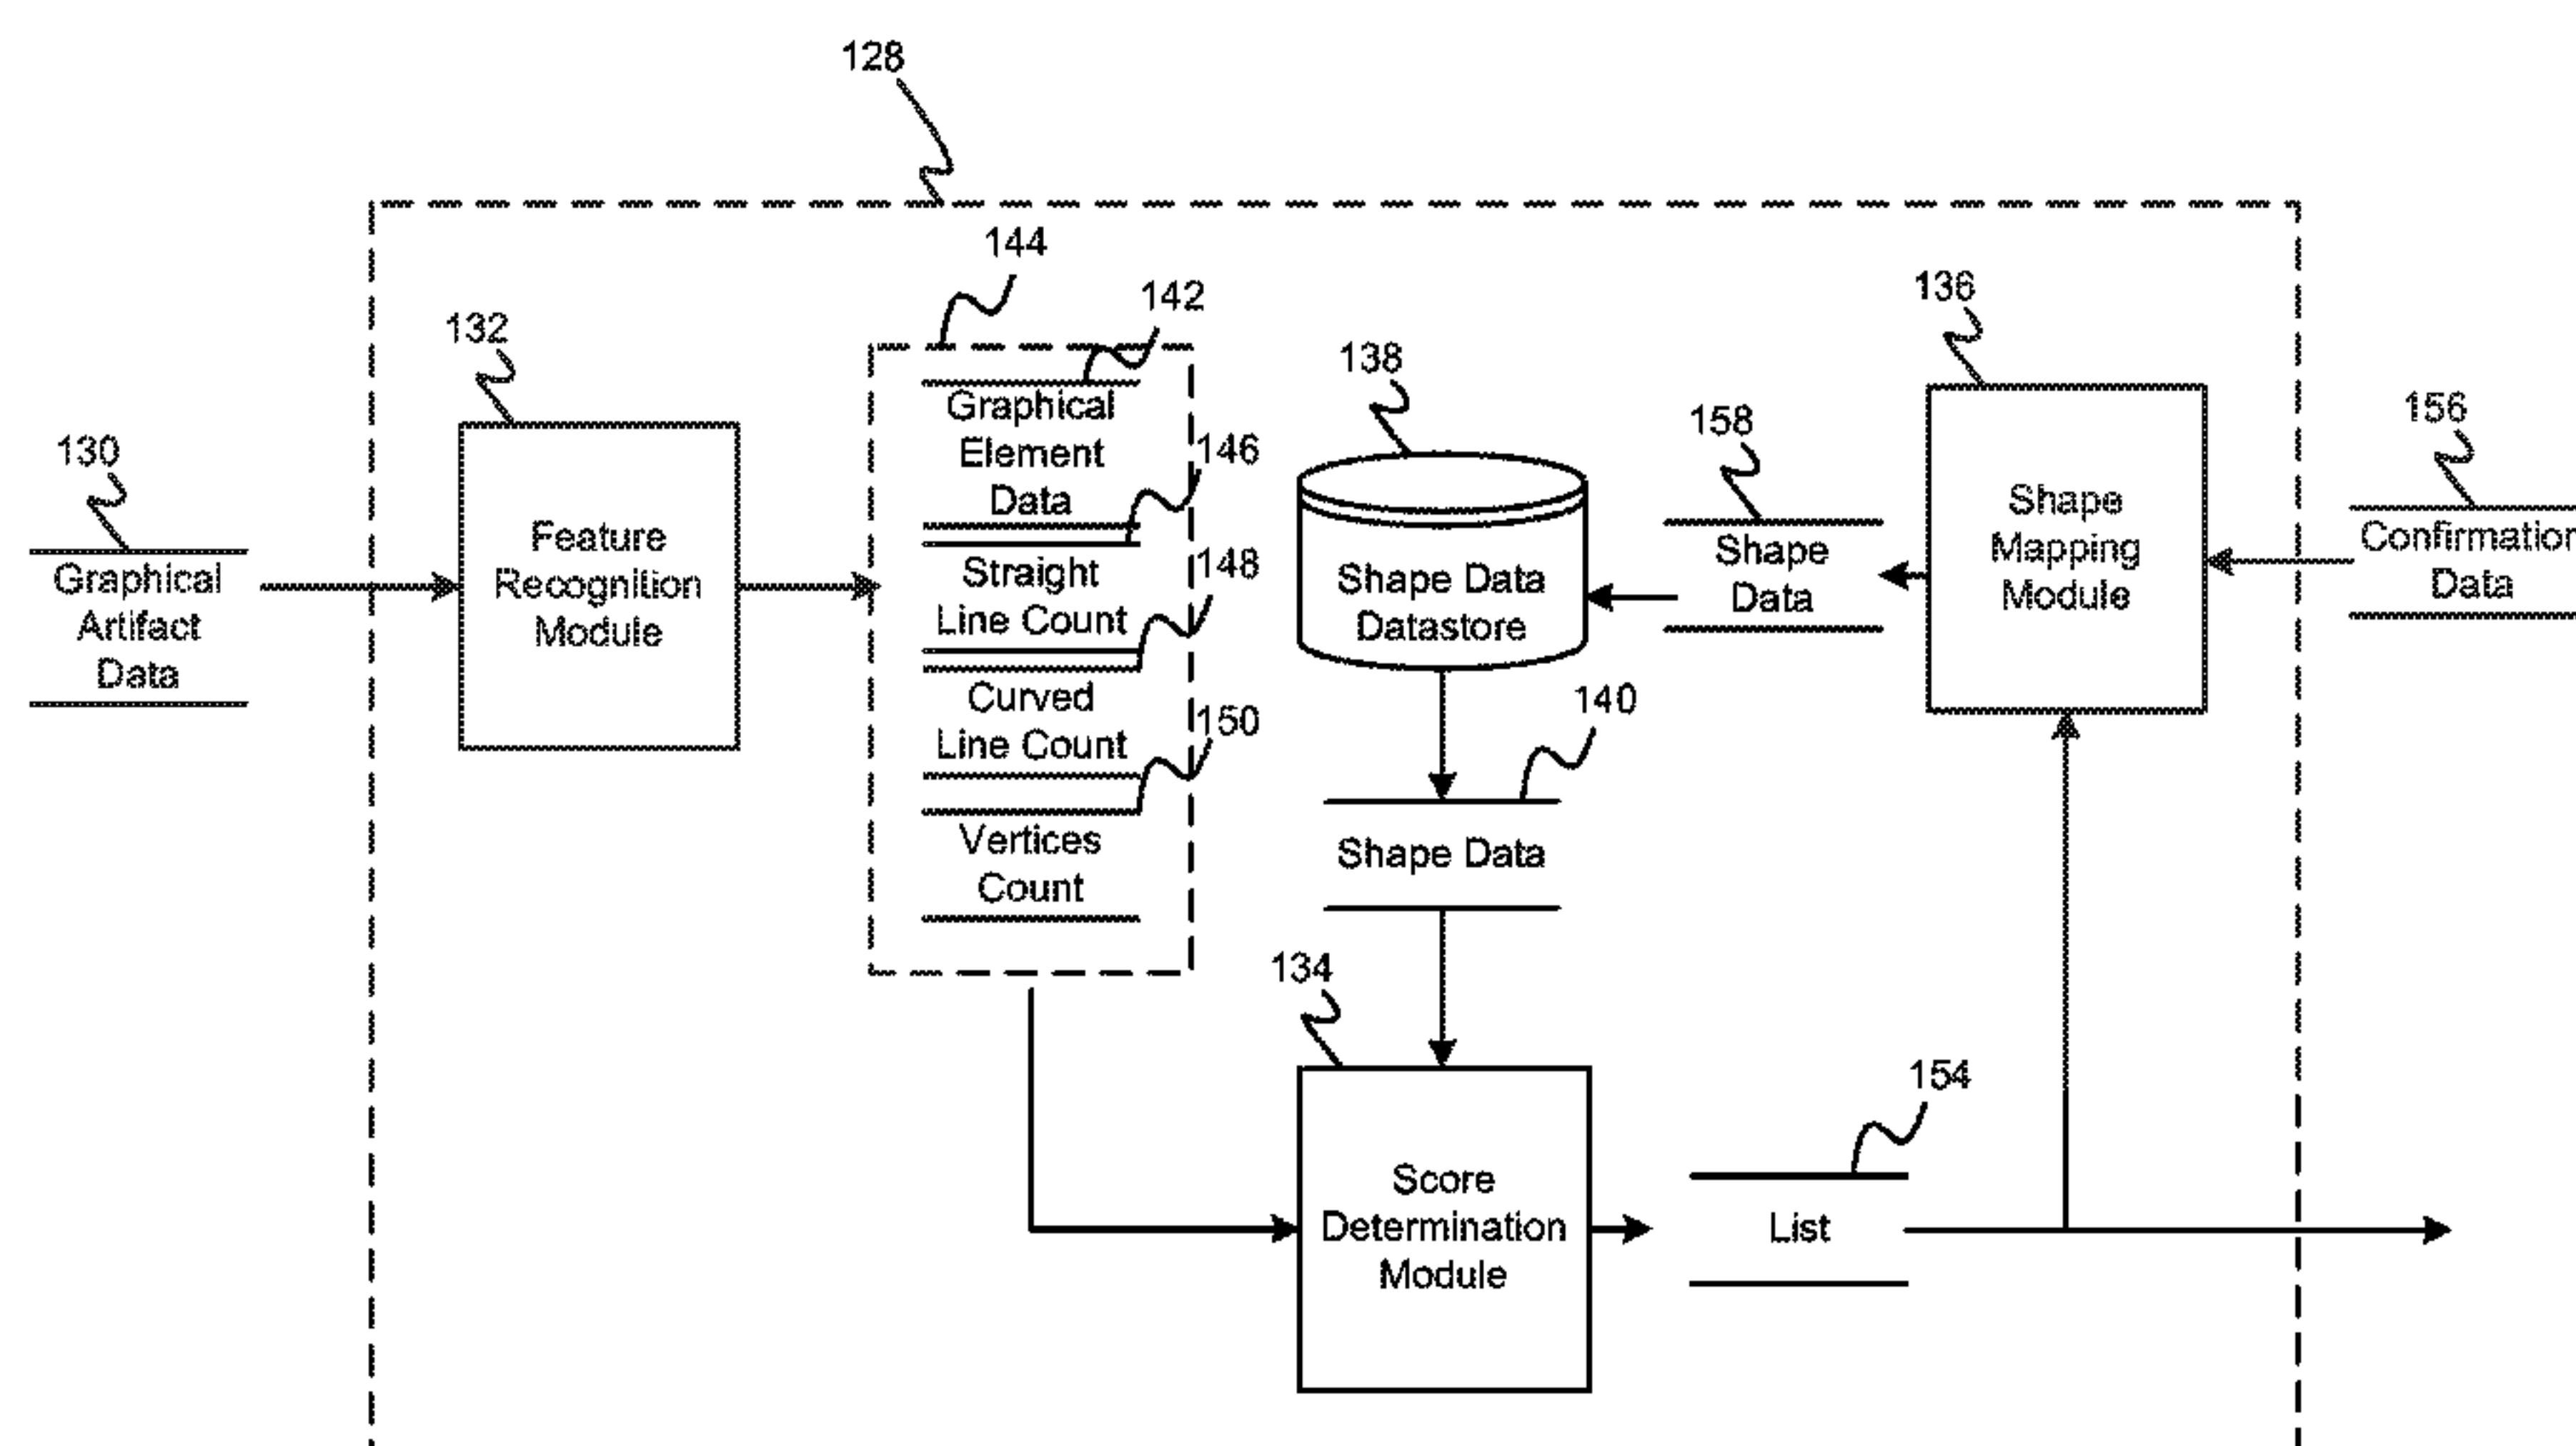 128
144
142
136
132
138
158
156
130
146
148
150
140
134
154
Graphical
Artifact
Data
Feature
Recognition
Module
Graphical
Element
Data
Straight
Line Count
Curved
Line Count
Vertices
Count
Shape Data
Datastore
Shape
Data
Shape
Mapping
Module
Confirmation
Data
Shape Data
Score
Determination
Module
List